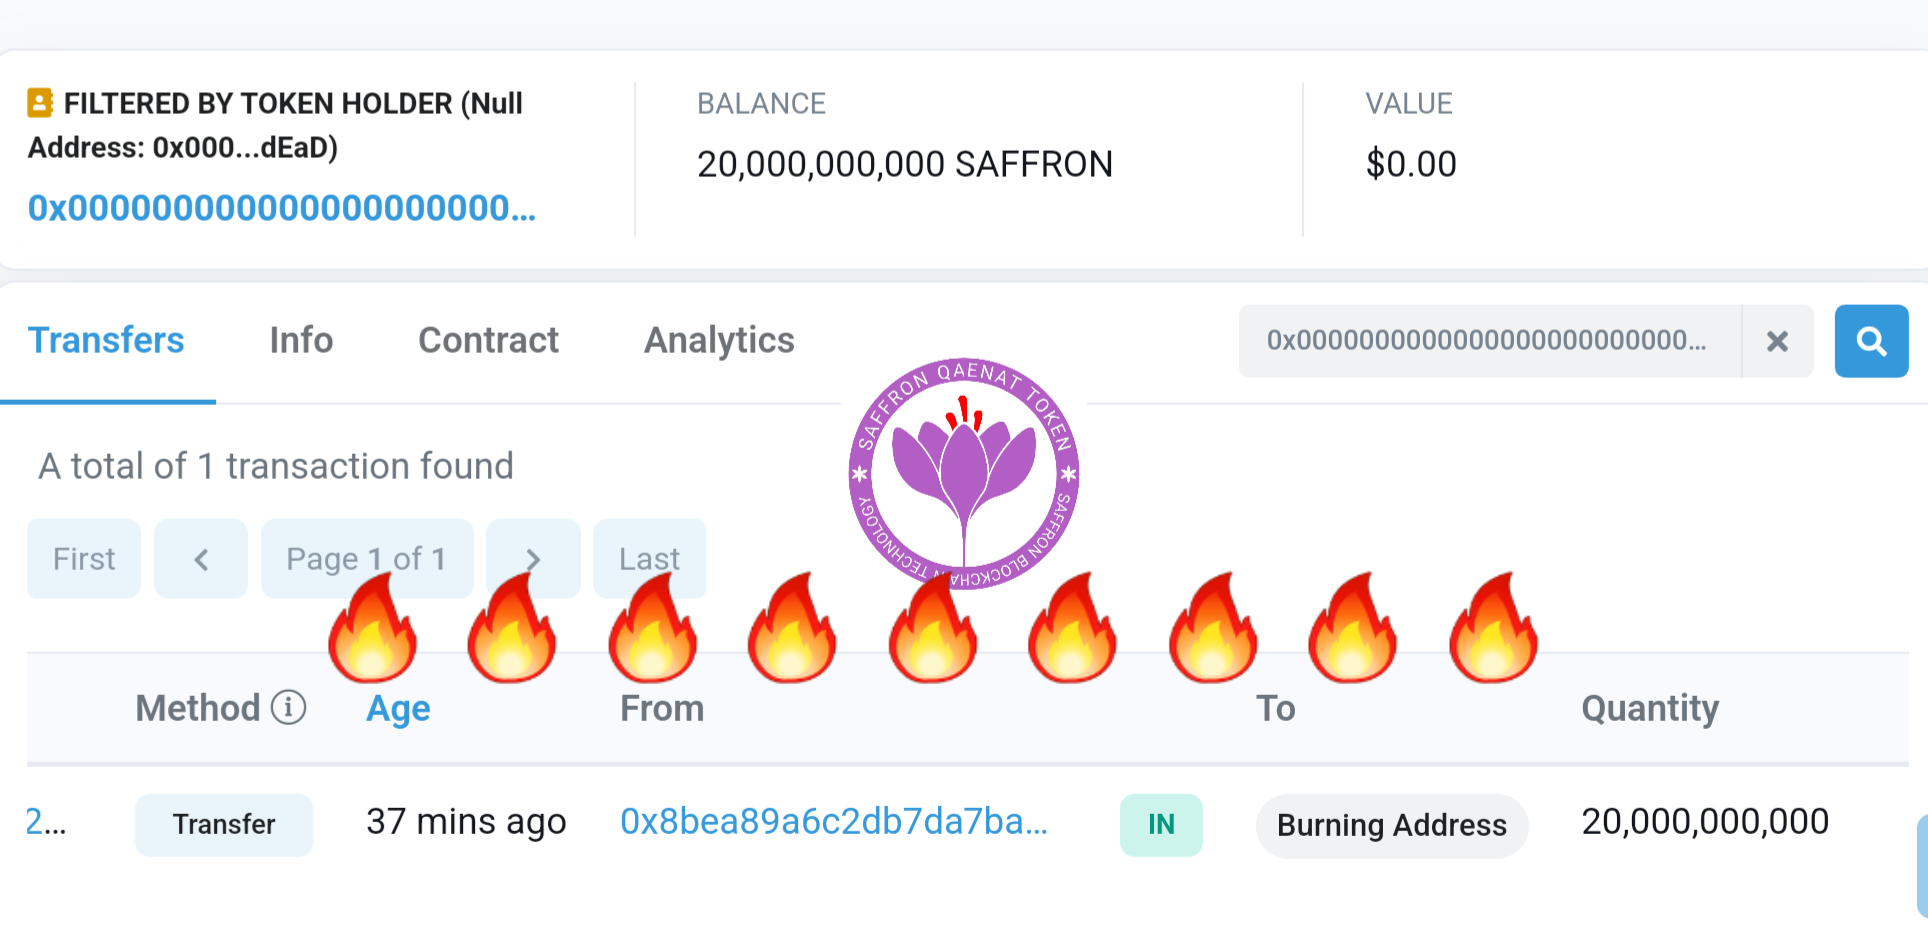 FILTERED BY TOKEN HOLDER (Null
Address: 0x000...dEaD)
0x000000000000000000000...
BALANCE
20,000,000,000 SAFFRON
VALUE
$0.00
Transfers
Info
Contract
Analytics
0x000000000000000000000000000...
SAFFRON QAENAT TOKEN
SAFFRON BLOCKCHAIN TECHNOLOGY
A total of 1 transaction found
First
Page 1 of 1
Last
Method
Age
From
To
Quantity
2...
Transfer
37 mins ago
0x8bea89a6c2db7da7ba...
IN
Burning Address
20,000,000,000